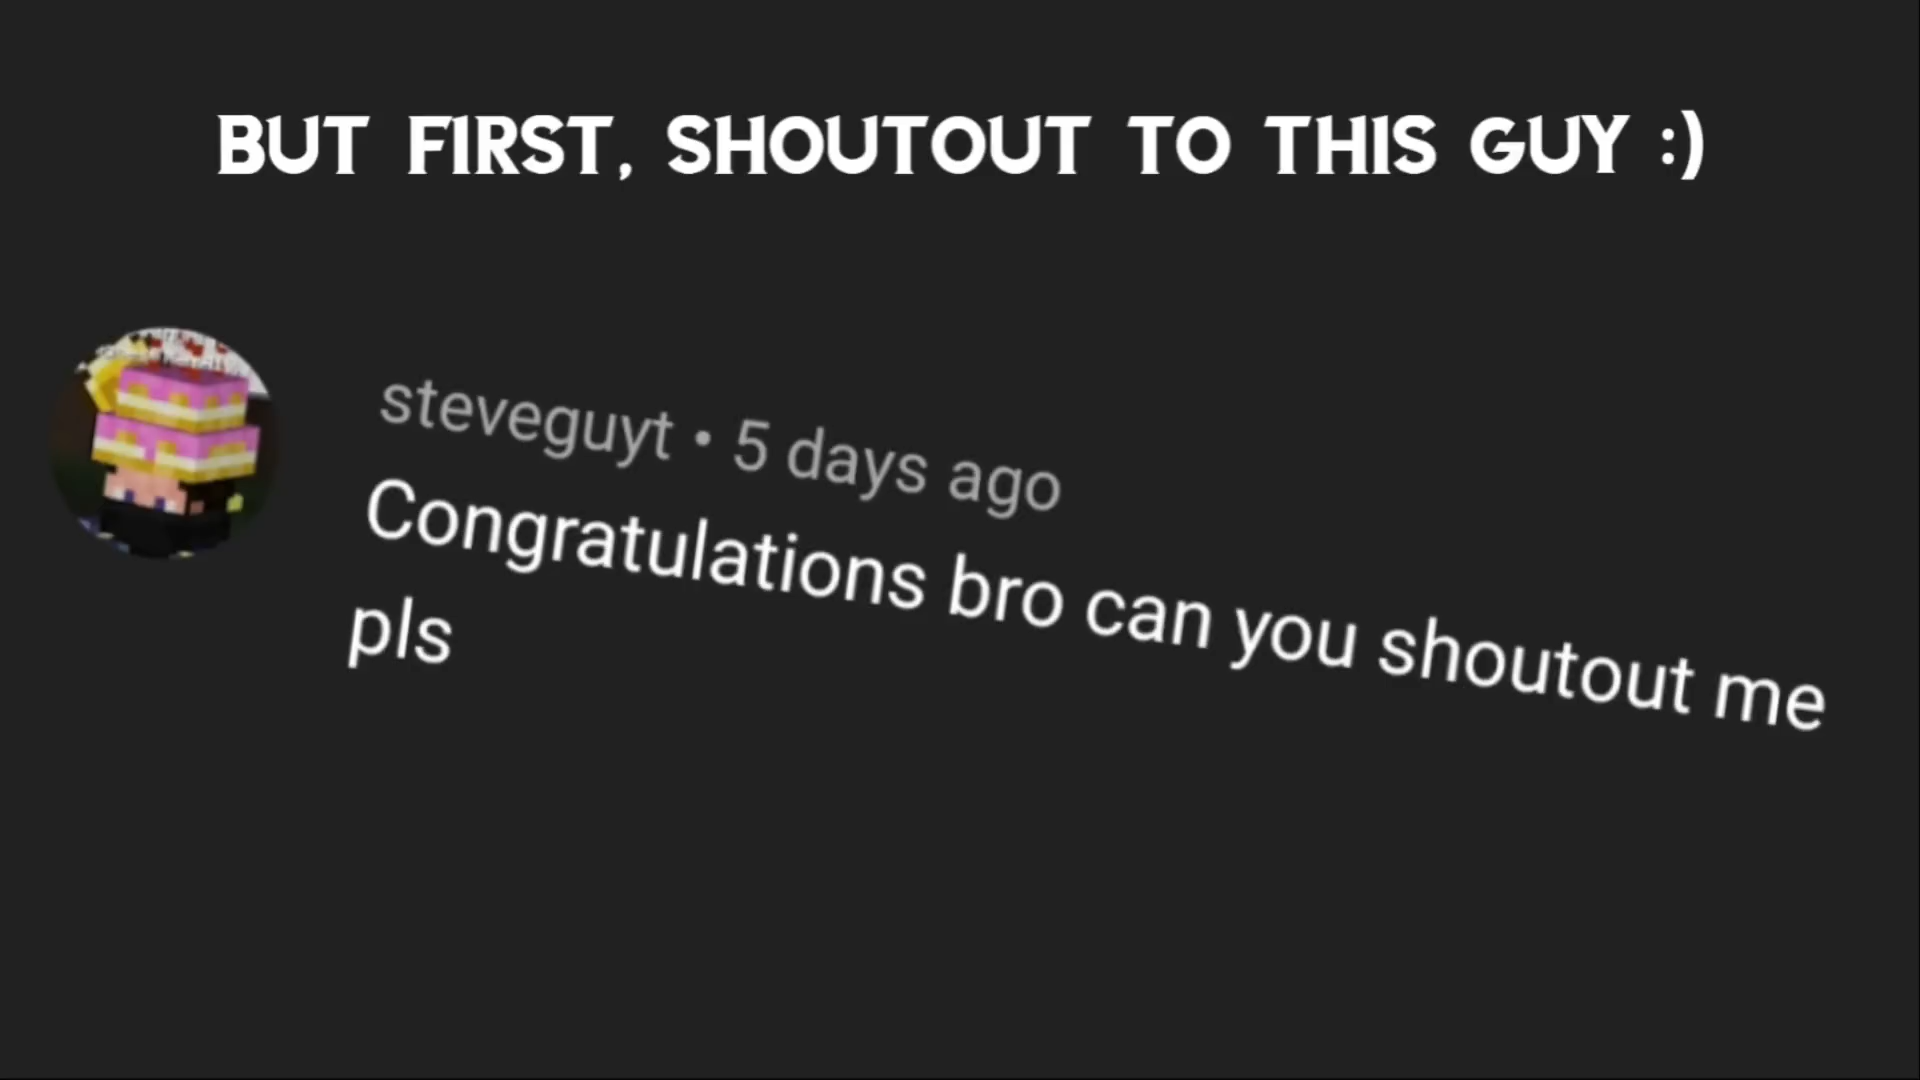 BUT FIRST, SHOUTOUT TO THIS GUY :)
steveguyt • 5 days ago
Congratulations bro can you shoutout me
pls